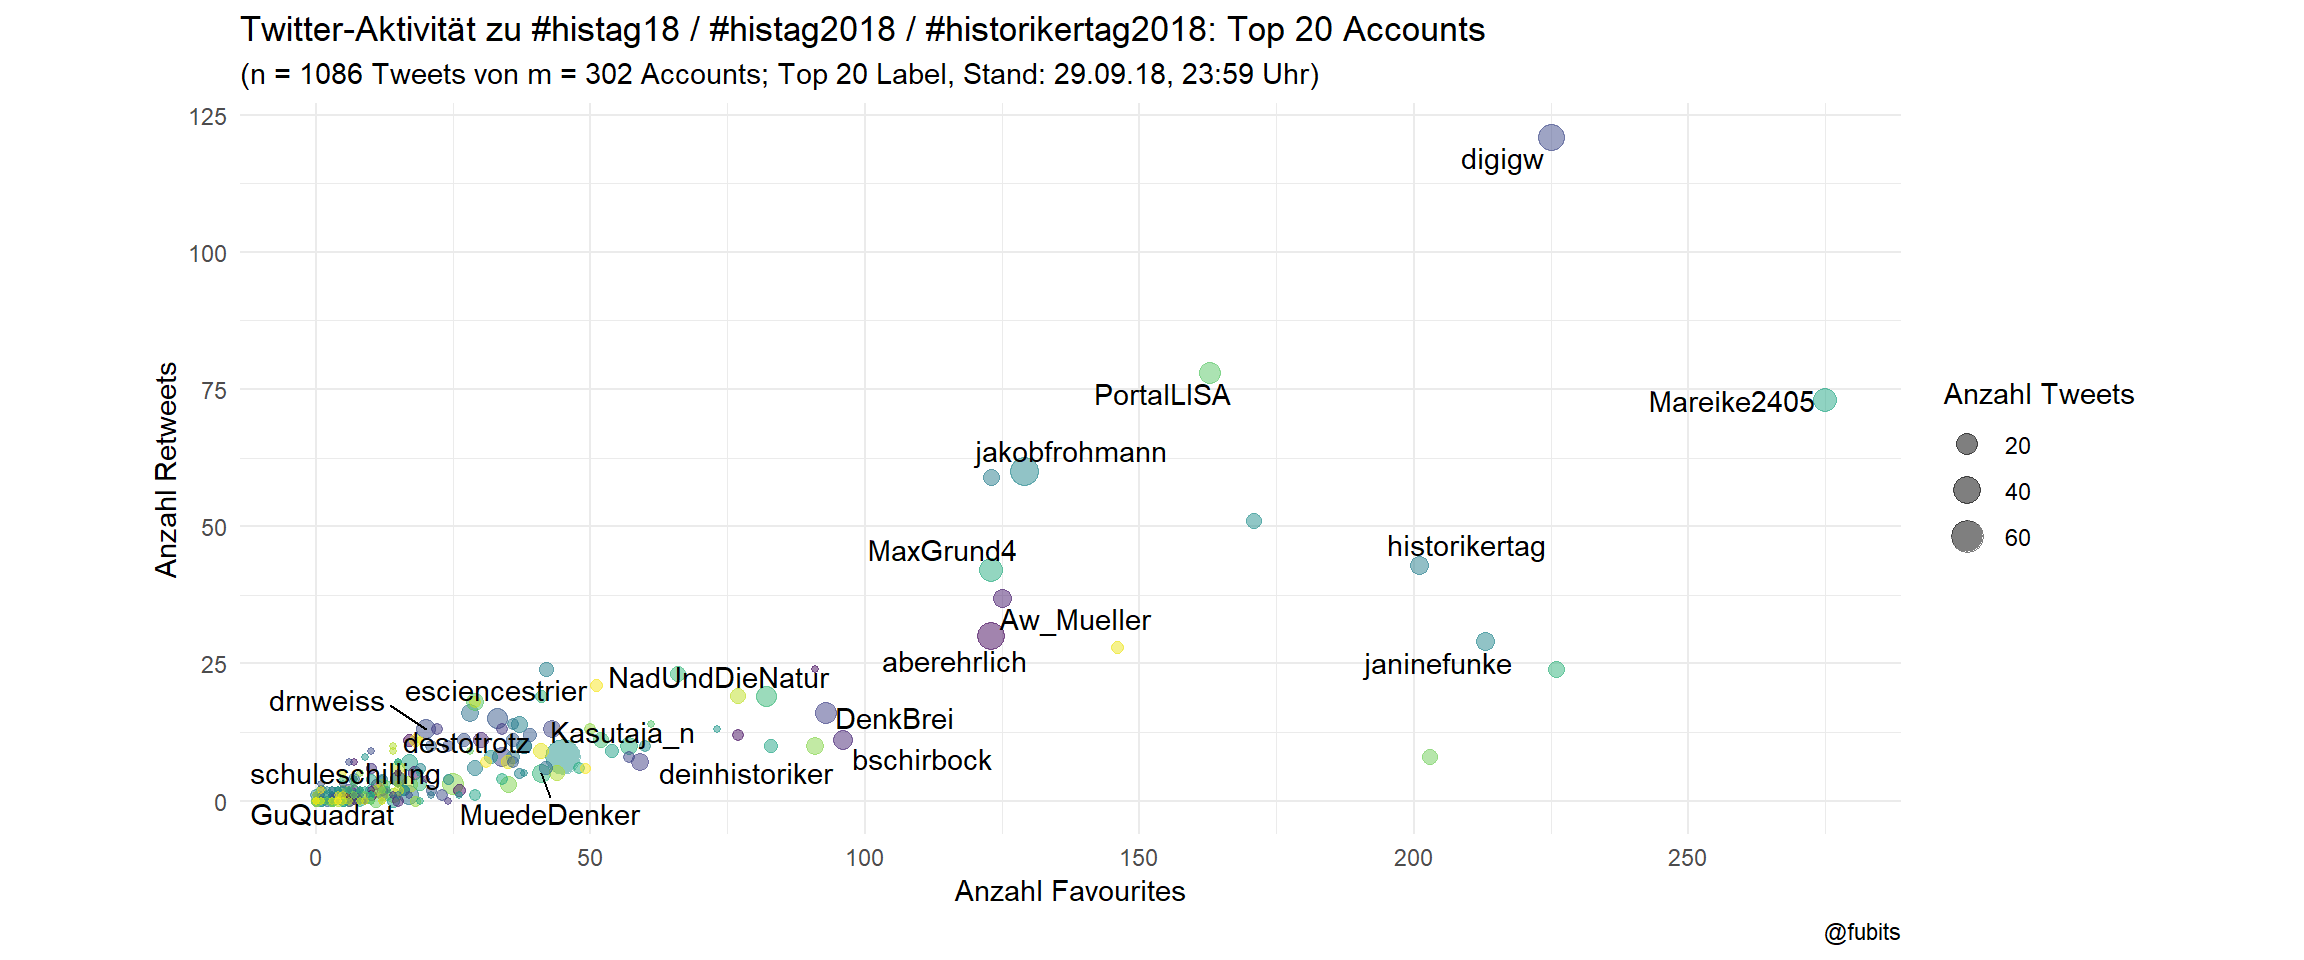 Twitter-Aktivität zu #histag18 / #histag2018 / #historikertag2018: Top 20 Accounts
(n = 1086 Tweets von m = 302 Accounts; Top 20 Label, Stand: 29.09.18, 23:59 Uhr)
125
digigw
100
Anzahl Retweets
75
PortalLISA
Mareike2405
Anzahl Tweets
jakobfrohmann
20
40
60
50
MaxGrund4
historikertag
Aw_Mueller
25
aberehrlich
janinefunke
NadUndDieNatur
esciencestrier
drnweiss
DenkBrei
Kasutaja_n
destotrotz
bschirbock
schuleschilling
deinhistoriker
0
GuQuadrat
MuedeDenker
0
50
100
150
200
250
Anzahl Favourites
@fubits